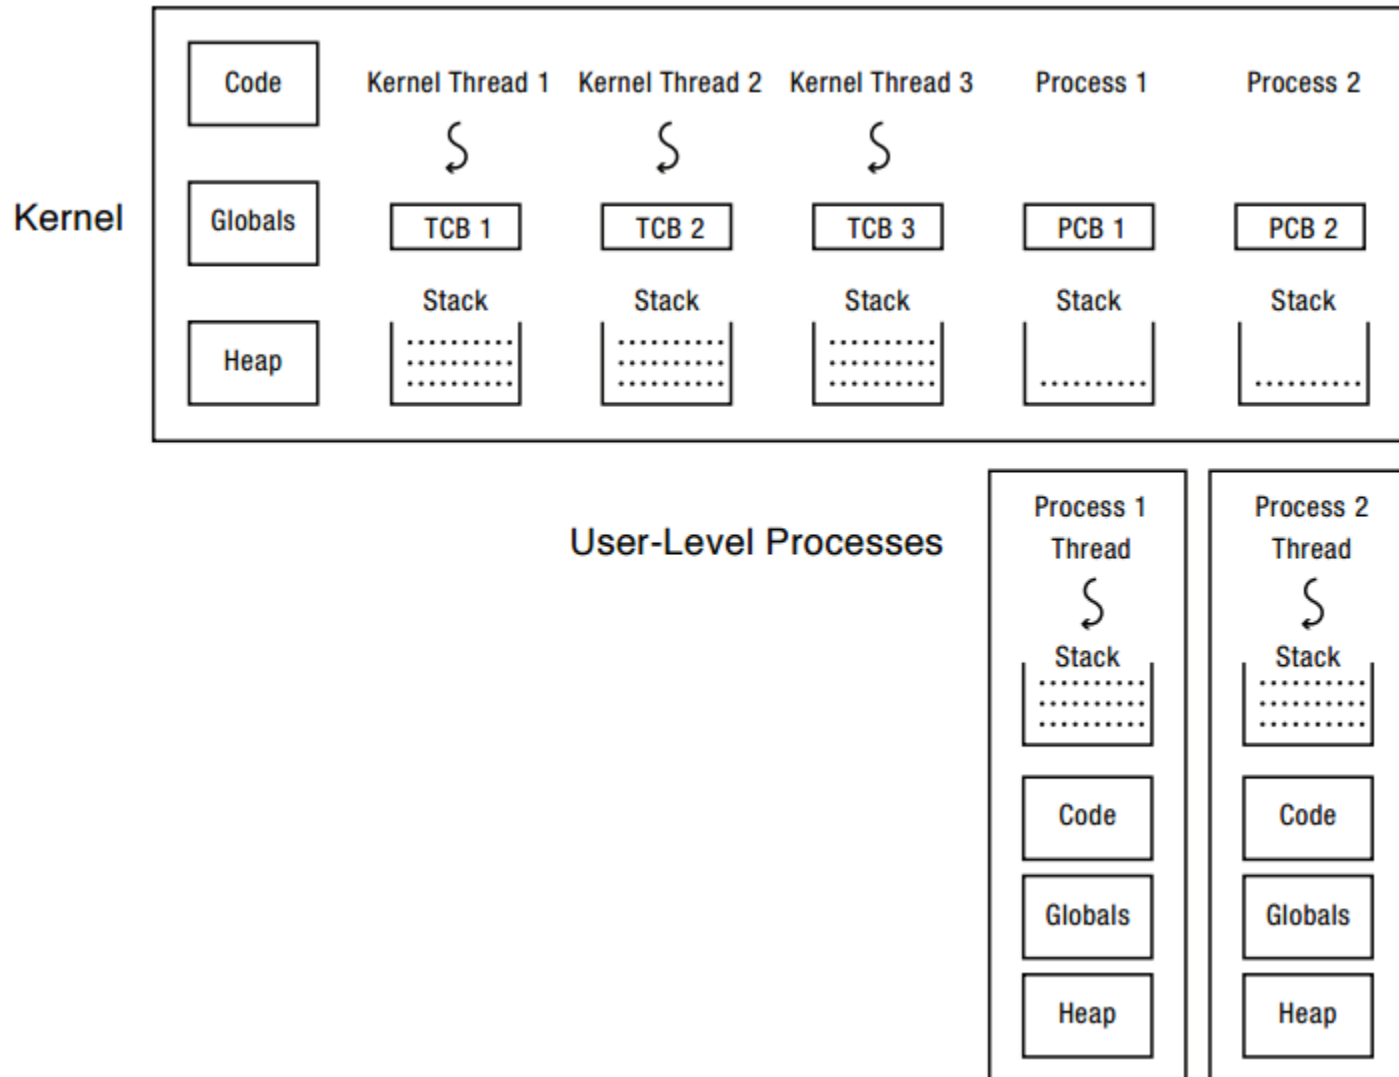 Code
Kernel Thread 1 Kernel Thread 2 Kernel Thread 3 Process 1 Process 2
Kernel
Globals
TCB 1 TCB 2 TCB 3 PCB 1 PCB 2
Stack Stack Stack Stack Stack
Heap
User-Level Processes
Process 1
Thread
Stack
Code
Globals
Heap
Process 2
Thread
Stack
Code
Globals
Heap